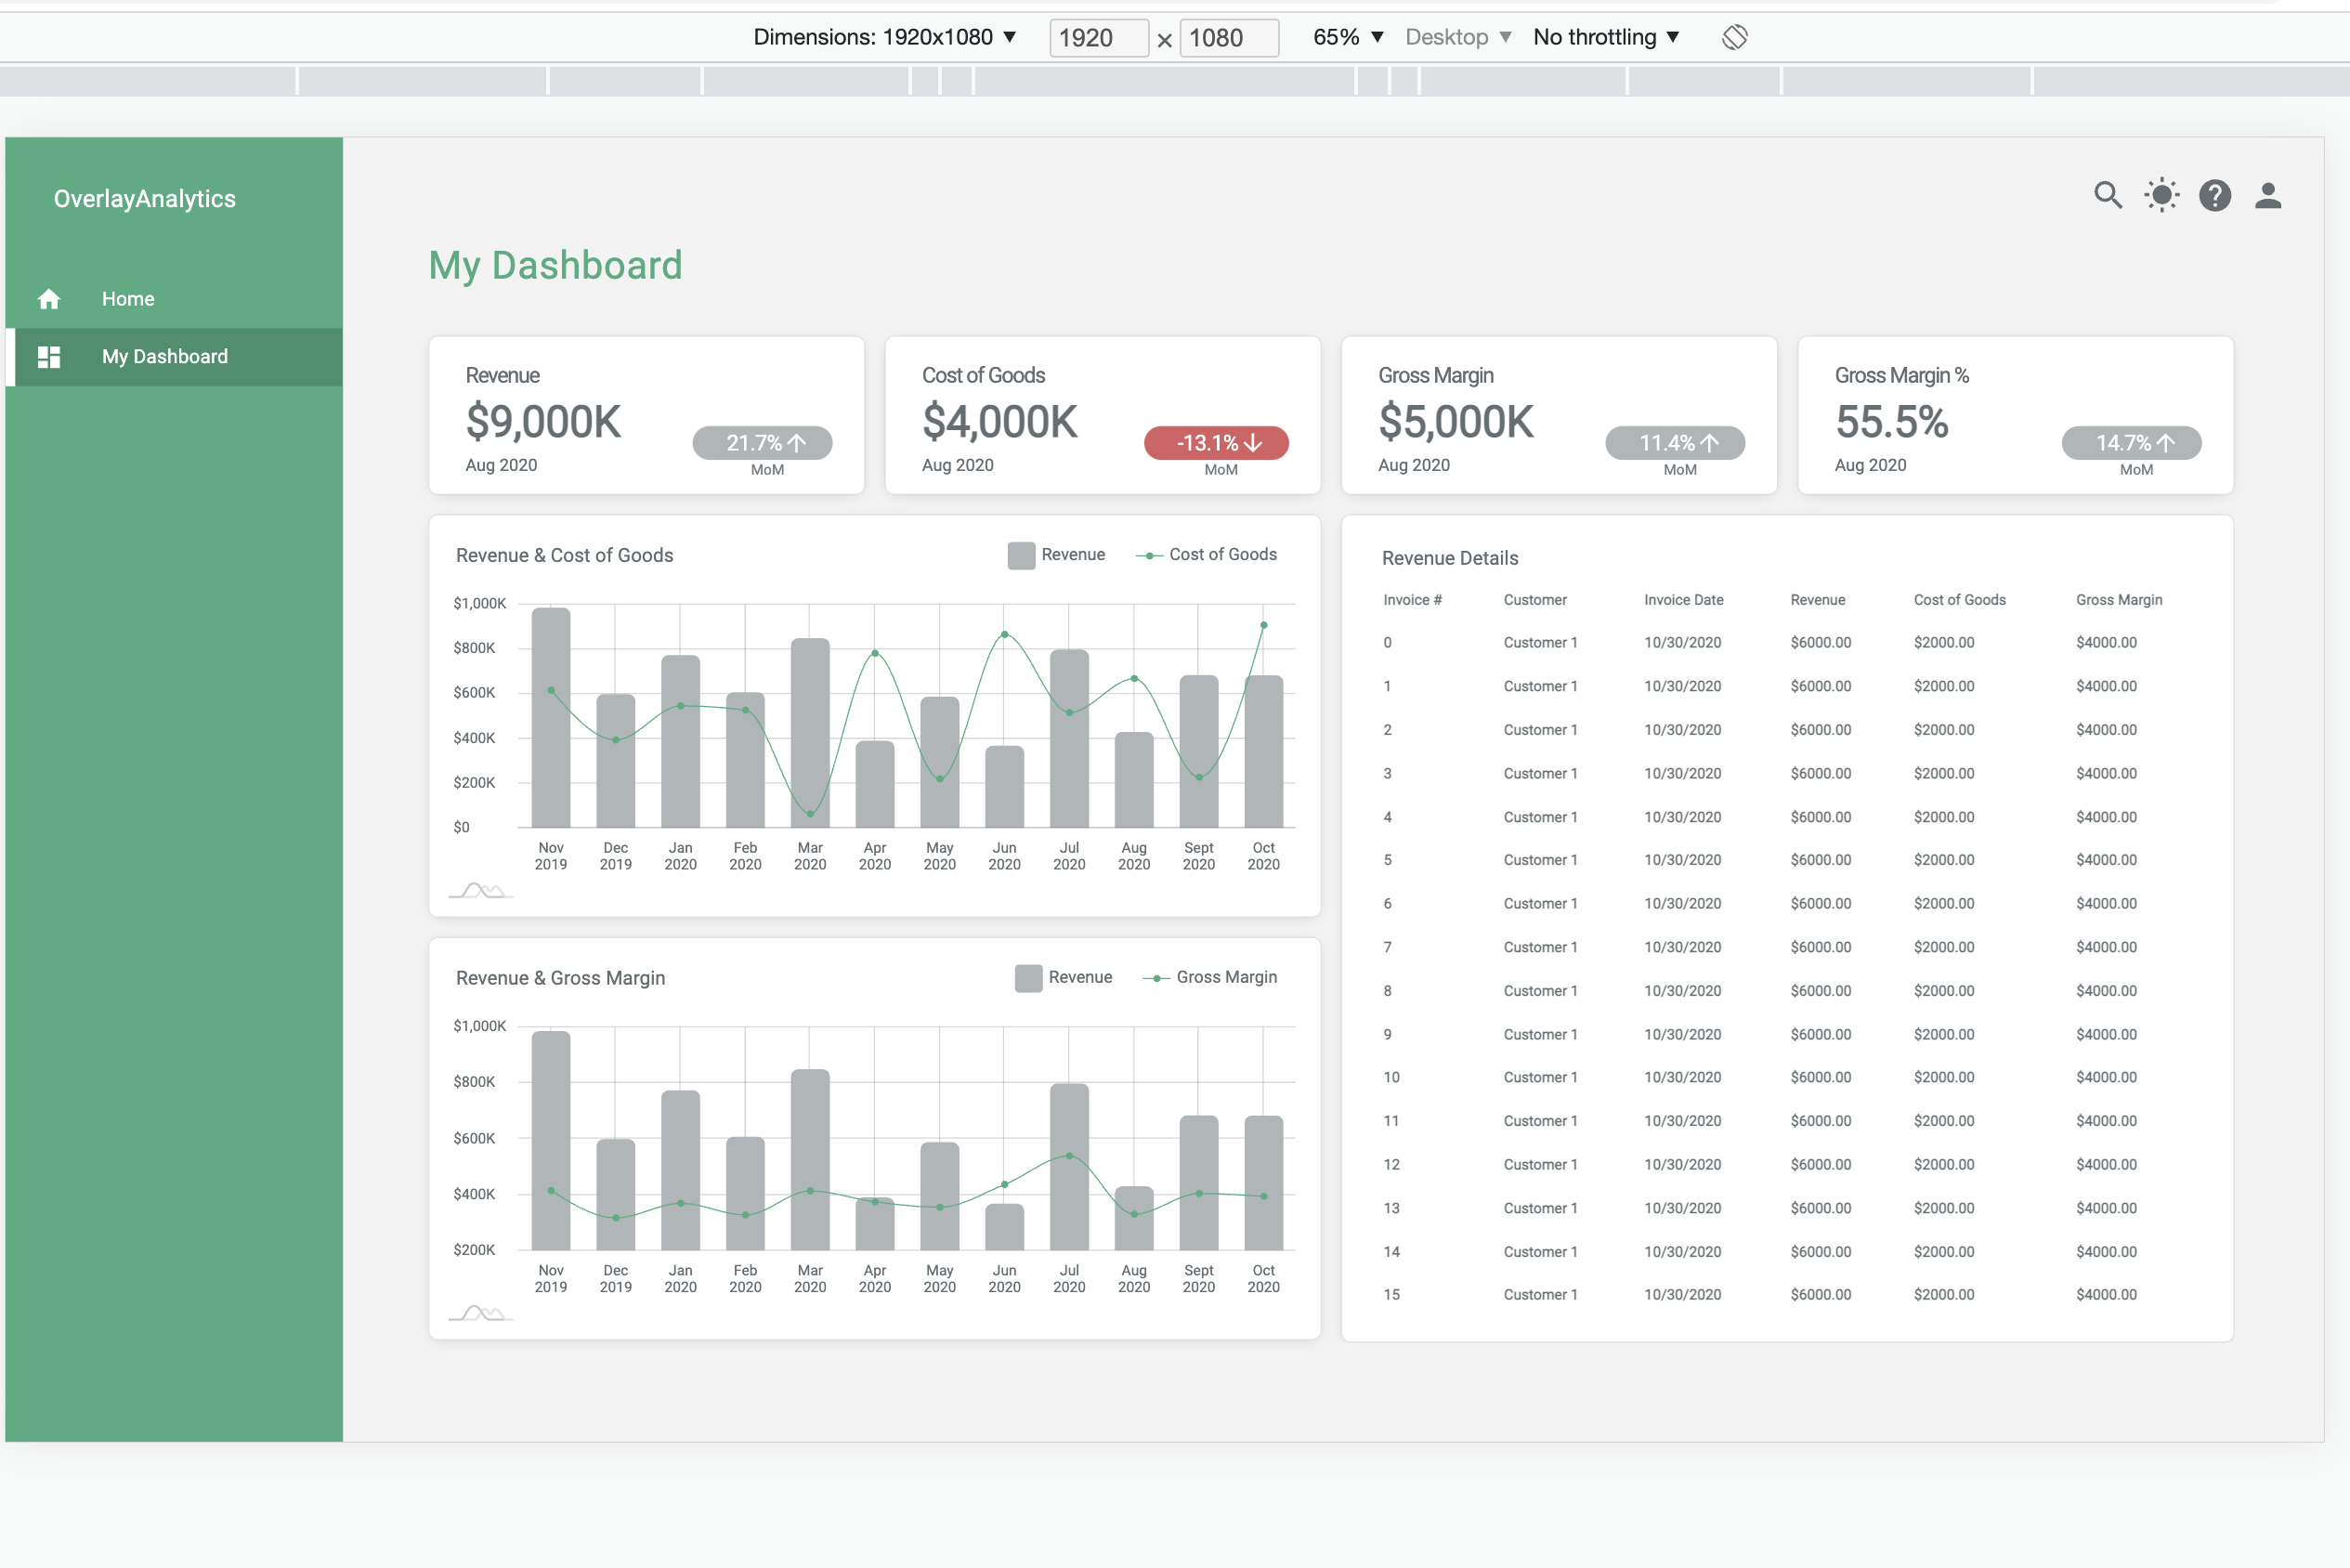 Dimensions: 1920x1080 ▼ 1920 × 1080 65% ▼ Desktop ▼ No throttling ▼
OverlayAnalytics
Home
My Dashboard
My Dashboard
Revenue
$9,000K
Aug 2020
21.7%
MoM
Cost of Goods
$4,000K
Aug 2020
-13.1%
MoM
Gross Margin
$5,000K
Aug 2020
11.4%
MoM
Gross Margin %
55.5%
Aug 2020
14.7%
MoM
Revenue & Cost of Goods
Revenue Cost of Goods
$1,000K
$800K
$600K
$400K
$200K
$0
Nov Dec Jan Feb Mar Apr May Jun Jul Aug Sept Oct
2019 2019 2020 2020 2020 2020 2020 2020 2020 2020 2020 2020
Revenue & Gross Margin
Revenue Gross Margin
$1,000K
$800K
$600K
$400K
$200K
Nov Dec Jan Feb Mar Apr May Jun Jul Aug Sept Oct
2019 2019 2020 2020 2020 2020 2020 2020 2020 2020 2020 2020
Revenue Details
Invoice # Customer Invoice Date Revenue Cost of Goods Gross Margin
0 Customer 1 10/30/2020 $6000.00 $2000.00 $4000.00
1 Customer 1 10/30/2020 $6000.00 $2000.00 $4000.00
2 Customer 1 10/30/2020 $6000.00 $2000.00 $4000.00
3 Customer 1 10/30/2020 $6000.00 $2000.00 $4000.00
4 Customer 1 10/30/2020 $6000.00 $2000.00 $4000.00
5 Customer 1 10/30/2020 $6000.00 $2000.00 $4000.00
6 Customer 1 10/30/2020 $6000.00 $2000.00 $4000.00
7 Customer 1 10/30/2020 $6000.00 $2000.00 $4000.00
8 Customer 1 10/30/2020 $6000.00 $2000.00 $4000.00
9 Customer 1 10/30/2020 $6000.00 $2000.00 $4000.00
10 Customer 1 10/30/2020 $6000.00 $2000.00 $4000.00
11 Customer 1 10/30/2020 $6000.00 $2000.00 $4000.00
12 Customer 1 10/30/2020 $6000.00 $2000.00 $4000.00
13 Customer 1 10/30/2020 $6000.00 $2000.00 $4000.00
14 Customer 1 10/30/2020 $6000.00 $2000.00 $4000.00
15 Customer 1 10/30/2020 $6000.00 $2000.00 $4000.00